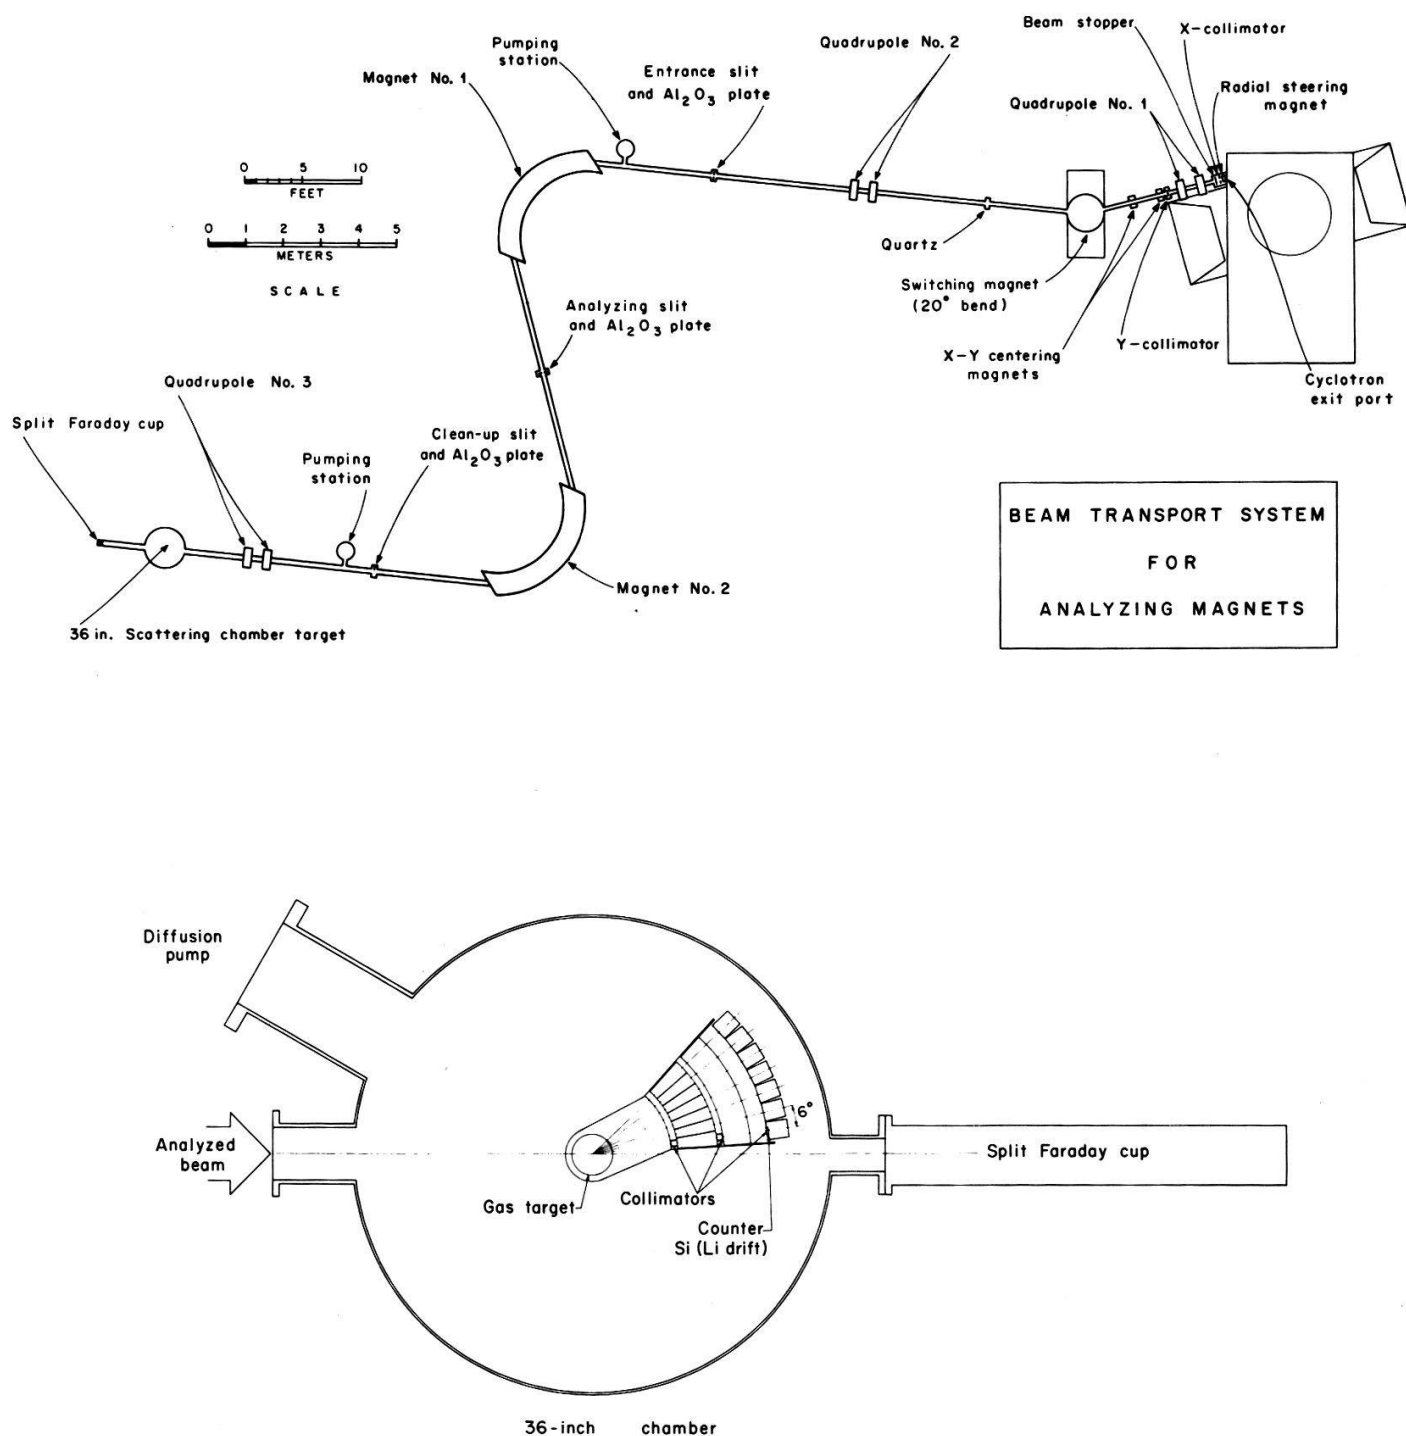 Beam stopper
X-collimator
Pumping
station
Quadrupole No. 2
Magnet No. 1
Entrance slit
and Al₂O₃ plate
Quadrupole No. 1
Radial steering
magnet
0 5 10
FEET
0 1 2 3 4 5
METERS
SCALE
Quartz
Switching magnet
(20° bend)
Analyzing slit
and Al₂O₃ plate
Y-collimator
X-Y centering
magnets
Cyclotron
exit port
Quadrupole No. 3
Split Faraday cup
Clean-up slit
and Al₂O₃ plate
Pumping
station
BEAM TRANSPORT SYSTEM
FOR
ANALYZING MAGNETS
Magnet No. 2
36 in. Scattering chamber target
Diffusion
pump
6°
Analyzed
beam
Split Faraday cup
Gas target
Collimators
Counter
Si (Li drift)
36-inch chamber